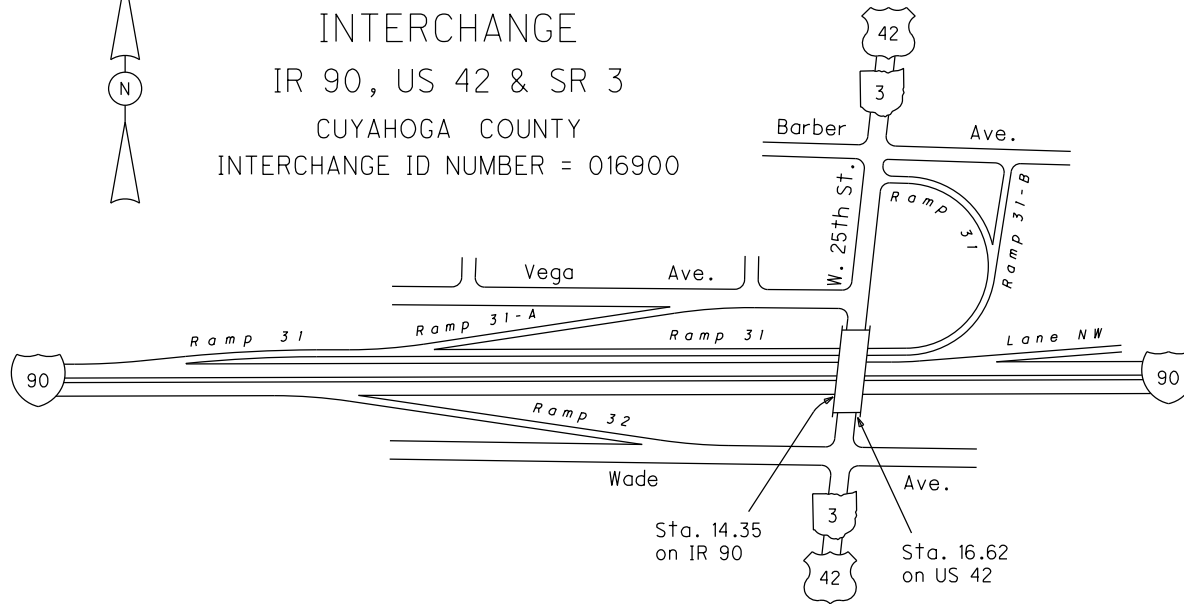 INTERCHANGE
IR 90, US 42 & SR 3
CUYAHOGA COUNTY
INTERCHANGE ID NUMBER = 016900
N
42
3
Barber Ave.
W. 25th St.
Ramp 31
Ramp 31-B
Vega Ave.
Ramp 31
Ramp 31-A
Ramp 31
Lane NW
90
90
Ramp 32
Wade Ave.
3
42
Sta. 14.35
on IR 90
Sta. 16.62
on US 42